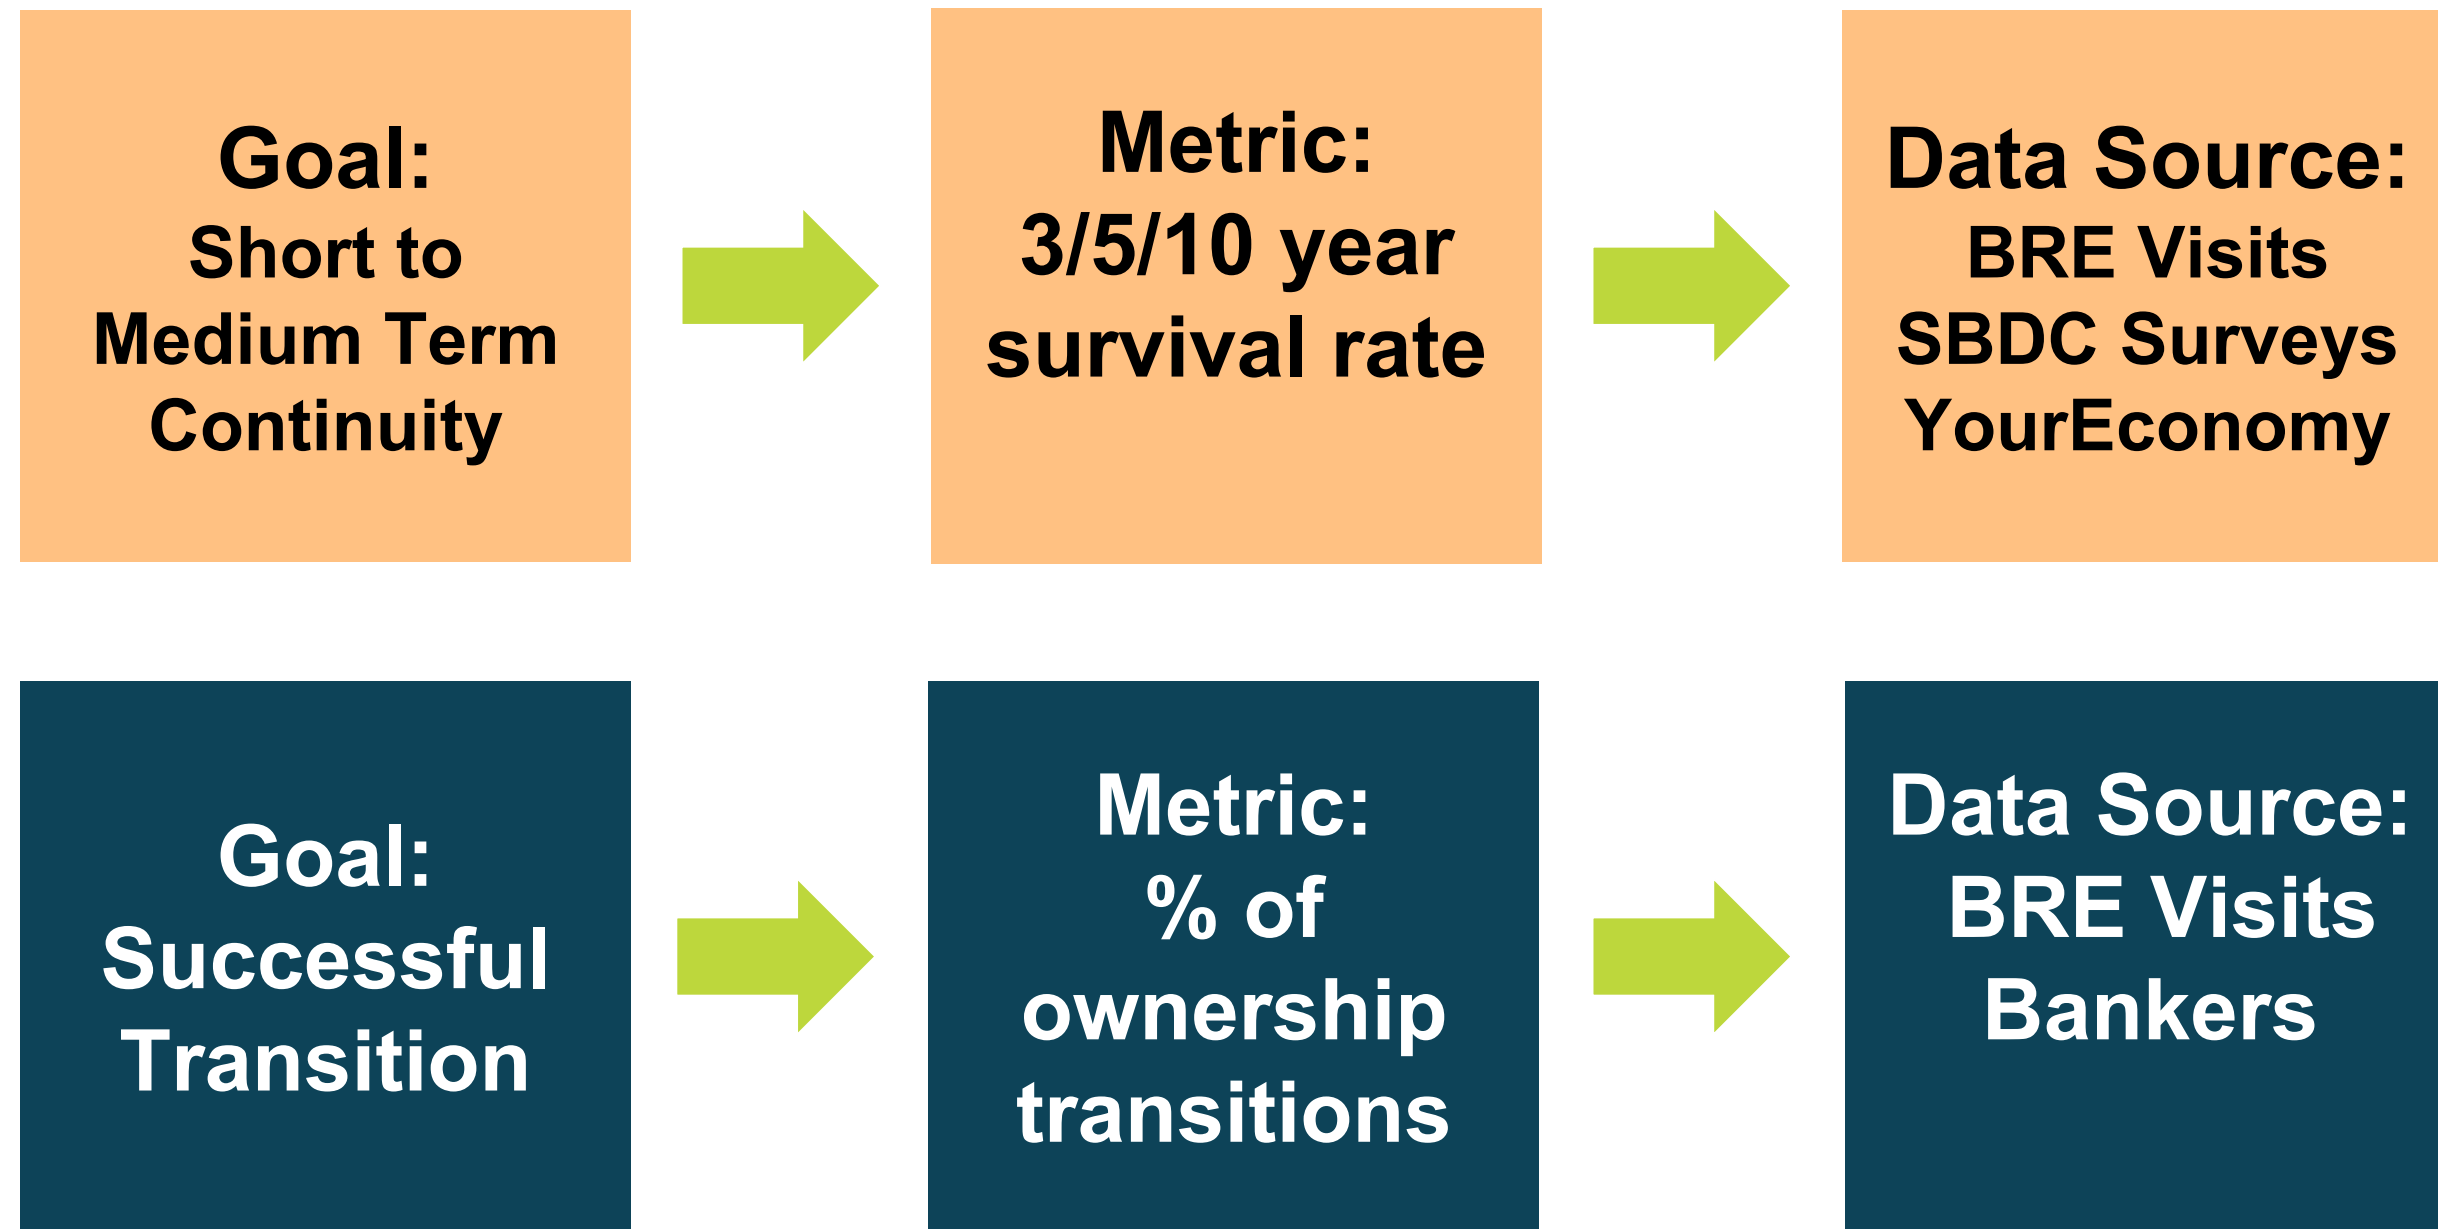 Goal:
Short to
Medium Term
Continuity
Metric:
3/5/10 year
survival rate
Data Source:
BRE Visits
SBDC Surveys
YourEconomy
Goal:
Successful
Transition
Metric:
% of
ownership
transitions
Data Source:
BRE Visits
Bankers